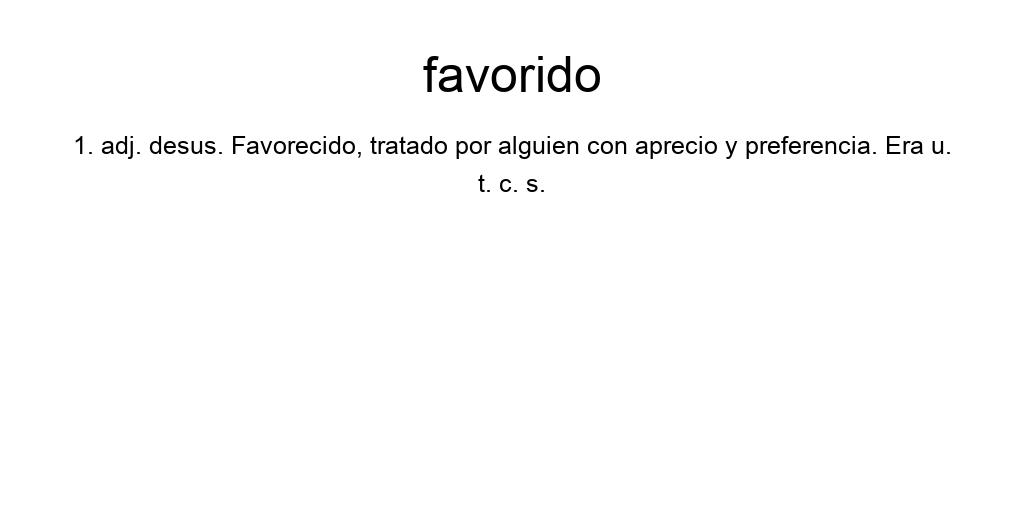 favorido
1. adj. desus. Favorecido, tratado por alguien con aprecio y preferencia. Era u.
t. c. s.